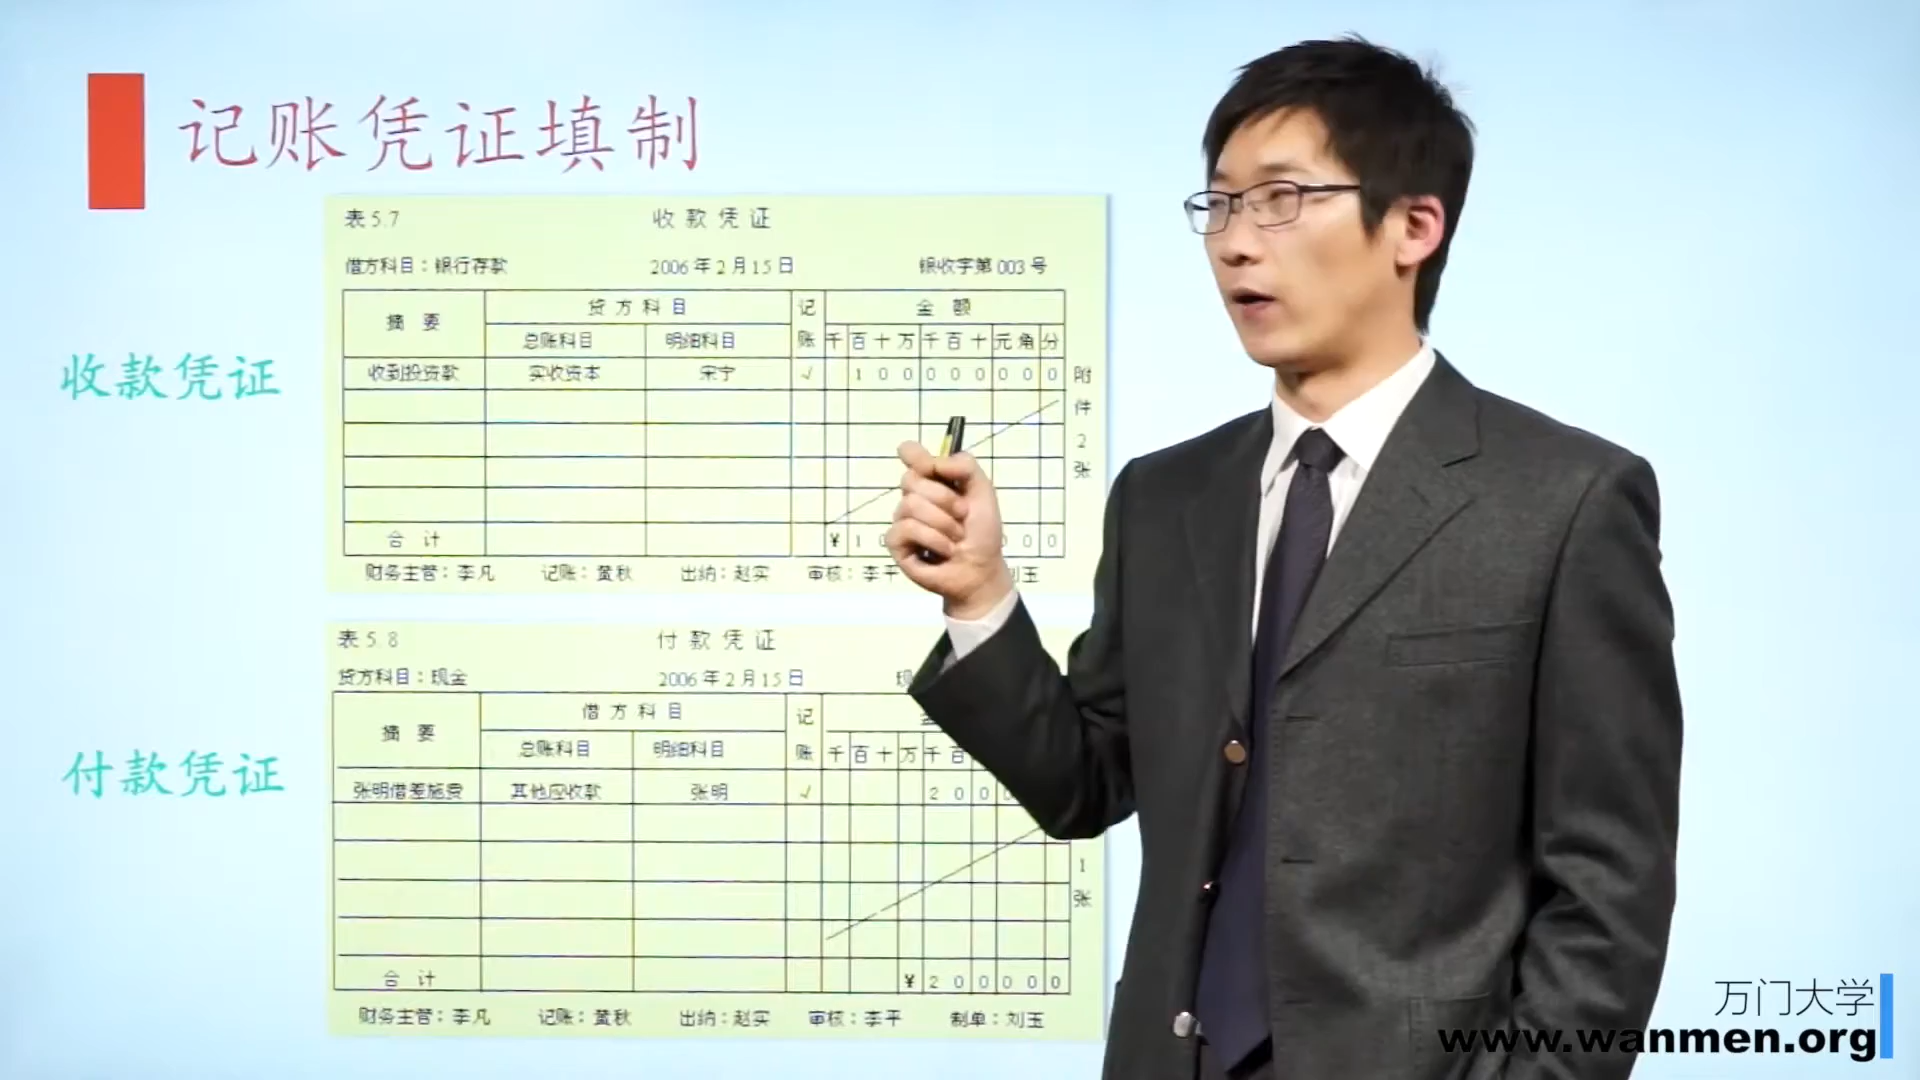 记账凭证填制
收款凭证
表 5.7 收款凭证
借方科目：银行存款 2006 年 2 月 15 日 银收字第 003 号
摘要 贷方科目 记账 金额
总账科目 明细科目 千百十万千百十元角分
收到投资款 实收资本 宋宁 √ 1 0 0 0 0 0 0 0 0
附件 2 张
合计 ¥ 1 0 0 0
财务主管：李凡 记账：黄秋 出纳：赵实 审核：李平 刘玉
付款凭证
表 5.8 付款凭证
贷方科目：现金 2006 年 2 月 15 日 现
摘要 借方科目 记账
总账科目 明细科目 千百十万千百
张明借差旅费 其他应收款 张明 √ 2 0 0
1 张
合计 ¥ 2 0 0 0 0 0
财务主管：李凡 记账：黄秋 出纳：赵实 审核：李平 制单：刘玉
万门大学
www.wanmen.org